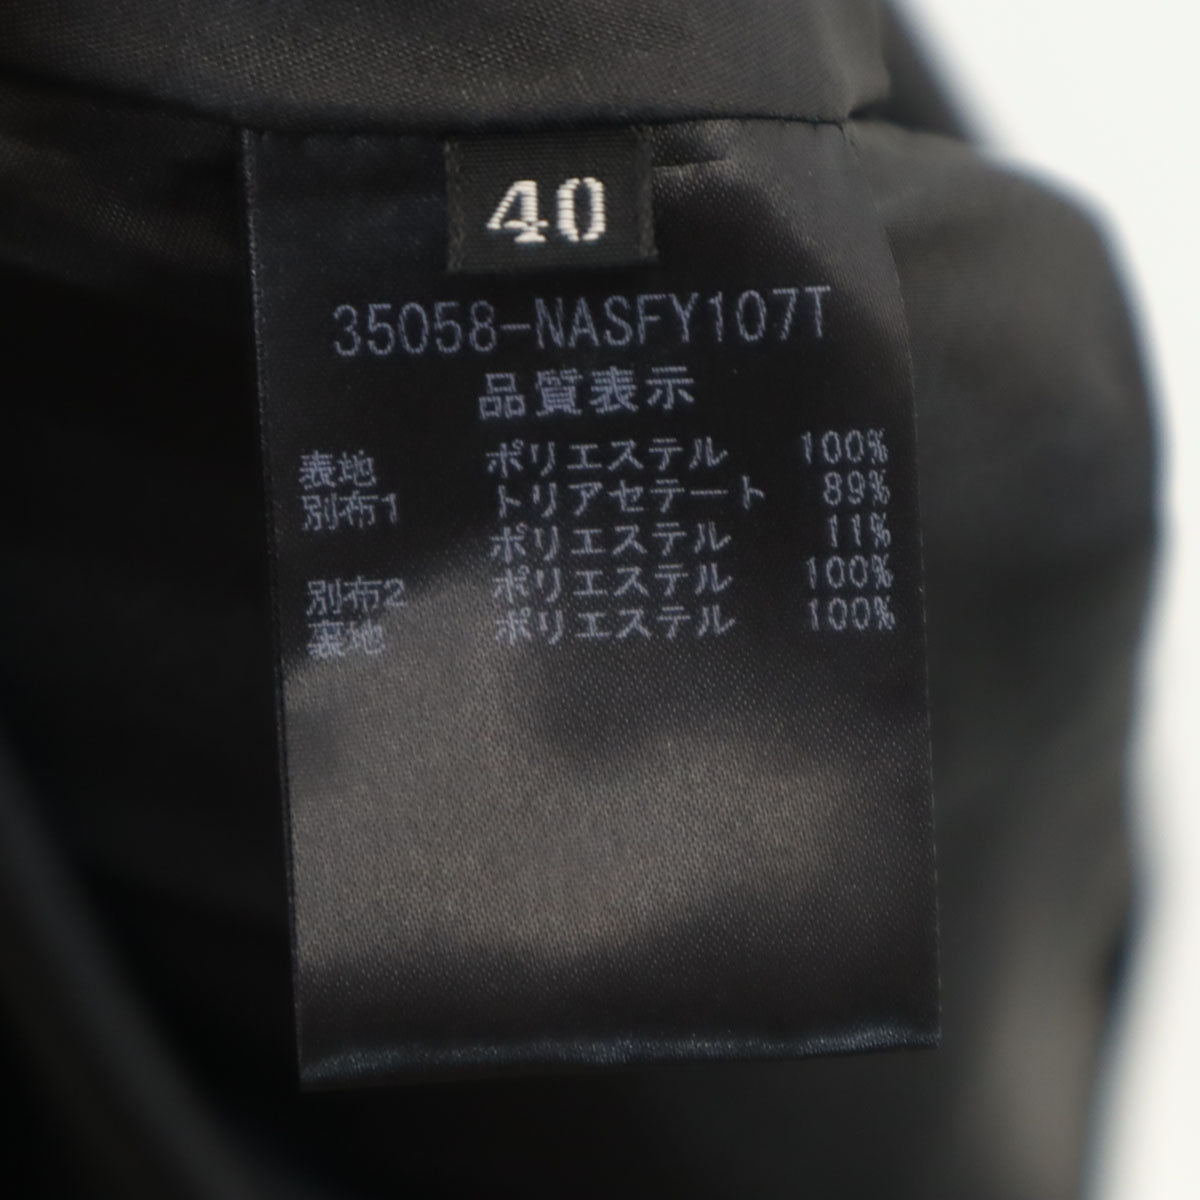 40
35058-NASFY107T
品質表示
表地 ポリエステル 100%
別布1 トリアセテート 89%
ポリエステル 11%
別布2 ポリエステル 100%
裏地 ポリエステル 100%